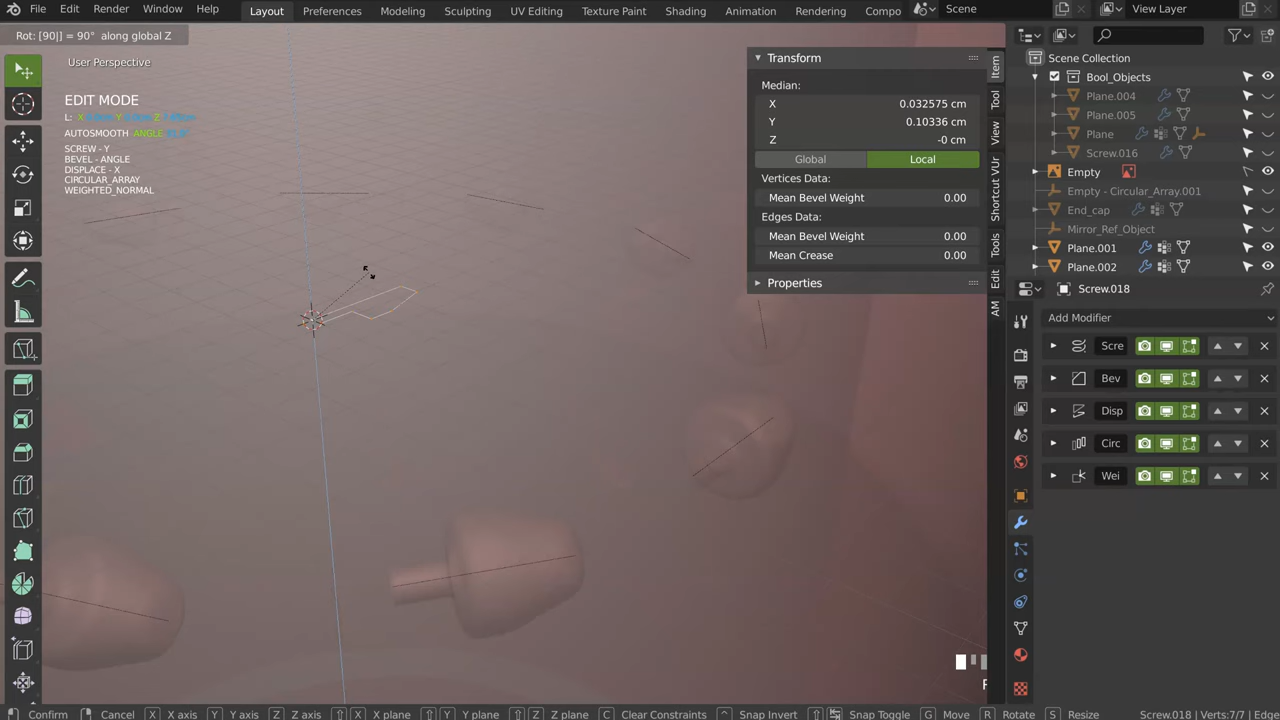 File Edit Render Window Help Layout Preferences Modeling Sculpting UV Editing Texture Paint Shading Animation Rendering Compo Scene View Layer
Rot: [90|] = 90° along global Z
User Perspective
EDIT MODE
AUTOSMOOTH ANGLE
SCREW - Y
BEVEL - ANGLE
DISPLACE - X
CIRCULAR_ARRAY
WEIGHTED_NORMAL
Transform
Median:
X 0.032575 cm
Y 0.10336 cm
Z -0 cm
Global Local
Vertices Data:
Mean Bevel Weight 0.00
Edges Data:
Mean Bevel Weight 0.00
Mean Crease 0.00
Properties
Item
Tool
View
Shortcut VUr
Tools
Edit
AM
Scene Collection
Bool_Objects
Plane.004
Plane.005
Plane
Screw.016
Empty
Empty - Circular_Array.001
End_cap
Mirror_Ref_Object
Plane.001
Plane.002
Screw.018
Add Modifier
Scre
Bev
Disp
Circ
Wei
Confirm Cancel X X axis Y Y axis Z Z axis X X plane Y Y plane Z Z plane C Clear Constraints Snap Invert Snap Toggle G Move R Rotate S Resize Screw.018 | Verts:7/7 | Edge